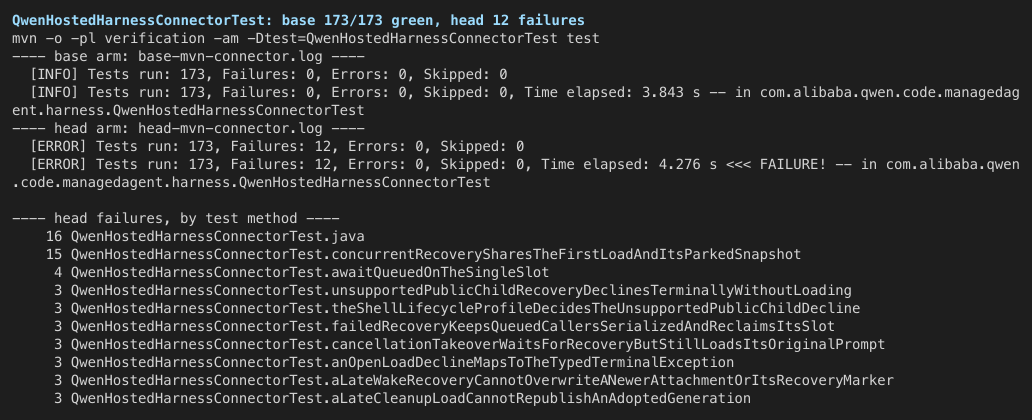 QwenHostedHarnessConnectorTest: base 173/173 green, head 12 failures
mvn -o -pl verification -am -Dtest=QwenHostedHarnessConnectorTest test
---- base arm: base-mvn-connector.log ----
  [INFO] Tests run: 173, Failures: 0, Errors: 0, Skipped: 0
  [INFO] Tests run: 173, Failures: 0, Errors: 0, Skipped: 0, Time elapsed: 3.843 s -- in com.alibaba.qwen.code.managedag
ent.harness.QwenHostedHarnessConnectorTest
---- head arm: head-mvn-connector.log ----
  [ERROR] Tests run: 173, Failures: 12, Errors: 0, Skipped: 0
  [ERROR] Tests run: 173, Failures: 12, Errors: 0, Skipped: 0, Time elapsed: 4.276 s <<< FAILURE! -- in com.alibaba.qwen
.code.managedagent.harness.QwenHostedHarnessConnectorTest
---- head failures, by test method ----
    16 QwenHostedHarnessConnectorTest.java
    15 QwenHostedHarnessConnectorTest.concurrentRecoverySharesTheFirstLoadAndItsParkedSnapshot
     4 QwenHostedHarnessConnectorTest.awaitQueuedOnTheSingleSlot
     3 QwenHostedHarnessConnectorTest.unsupportedPublicChildRecoveryDeclinesTerminallyWithoutLoading
     3 QwenHostedHarnessConnectorTest.theShellLifecycleProfileDecidesTheUnsupportedPublicChildDecline
     3 QwenHostedHarnessConnectorTest.failedRecoveryKeepsQueuedCallersSerializedAndReclaimsItsSlot
     3 QwenHostedHarnessConnectorTest.cancellationTakeoverWaitsForRecoveryButStillLoadsItsOriginalPrompt
     3 QwenHostedHarnessConnectorTest.anOpenLoadDeclineMapsToTheTypedTerminalException
     3 QwenHostedHarnessConnectorTest.aLateWakeRecoveryCannotOverwriteANewerAttachmentOrItsRecoveryMarker
     3 QwenHostedHarnessConnectorTest.aLateCleanupLoadCannotRepublishAnAdoptedGeneration